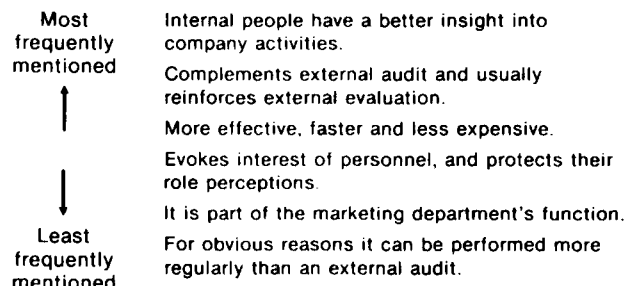 Most
frequently
mentioned
Internal people have a better insight into
company activities.
Complements external audit and usually
reinforces external evaluation.
More effective, faster and less expensive.
Evokes interest of personnel, and protects their
role perceptions.
It is part of the marketing department's function.
Least
frequently
mentioned
For obvious reasons it can be performed more
regularly than an external audit.